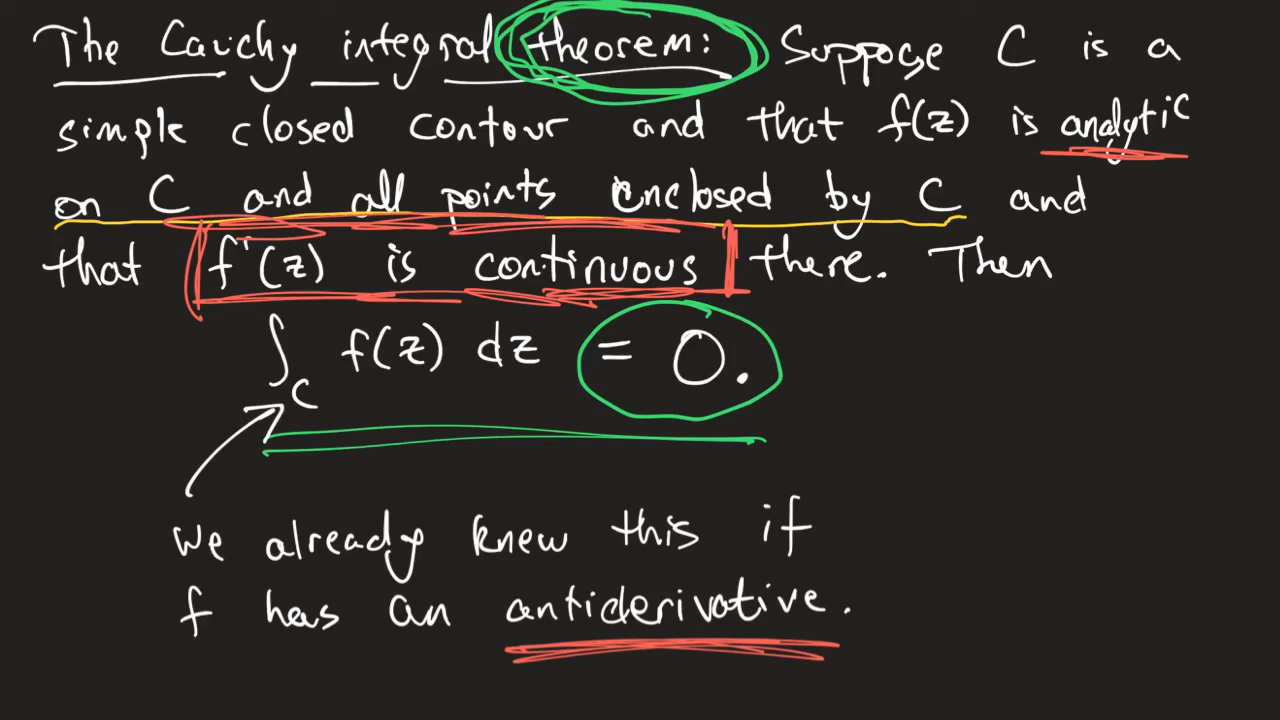 The Cauchy integral theorem: Suppose C is a
simple closed contour and that f(z) is analytic
on C and all points enclosed by C and
that f'(z) is continuous there. Then
∫_C f(z) dz = 0.
We already knew this if
f has an antiderivative.